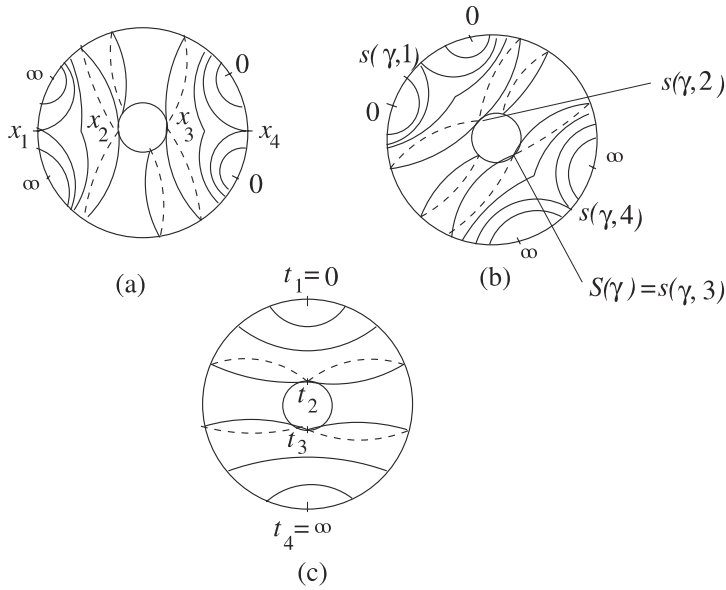 ∞ 0
x₁ x₂ x₃ x₄
∞ 0
(a)
0
s(γ,1)
s(γ,2)
0
∞
s(γ,4)
∞
S(γ)=s(γ,3)
(b)
t₁=0
t₂
t₃
t₄=∞
(c)